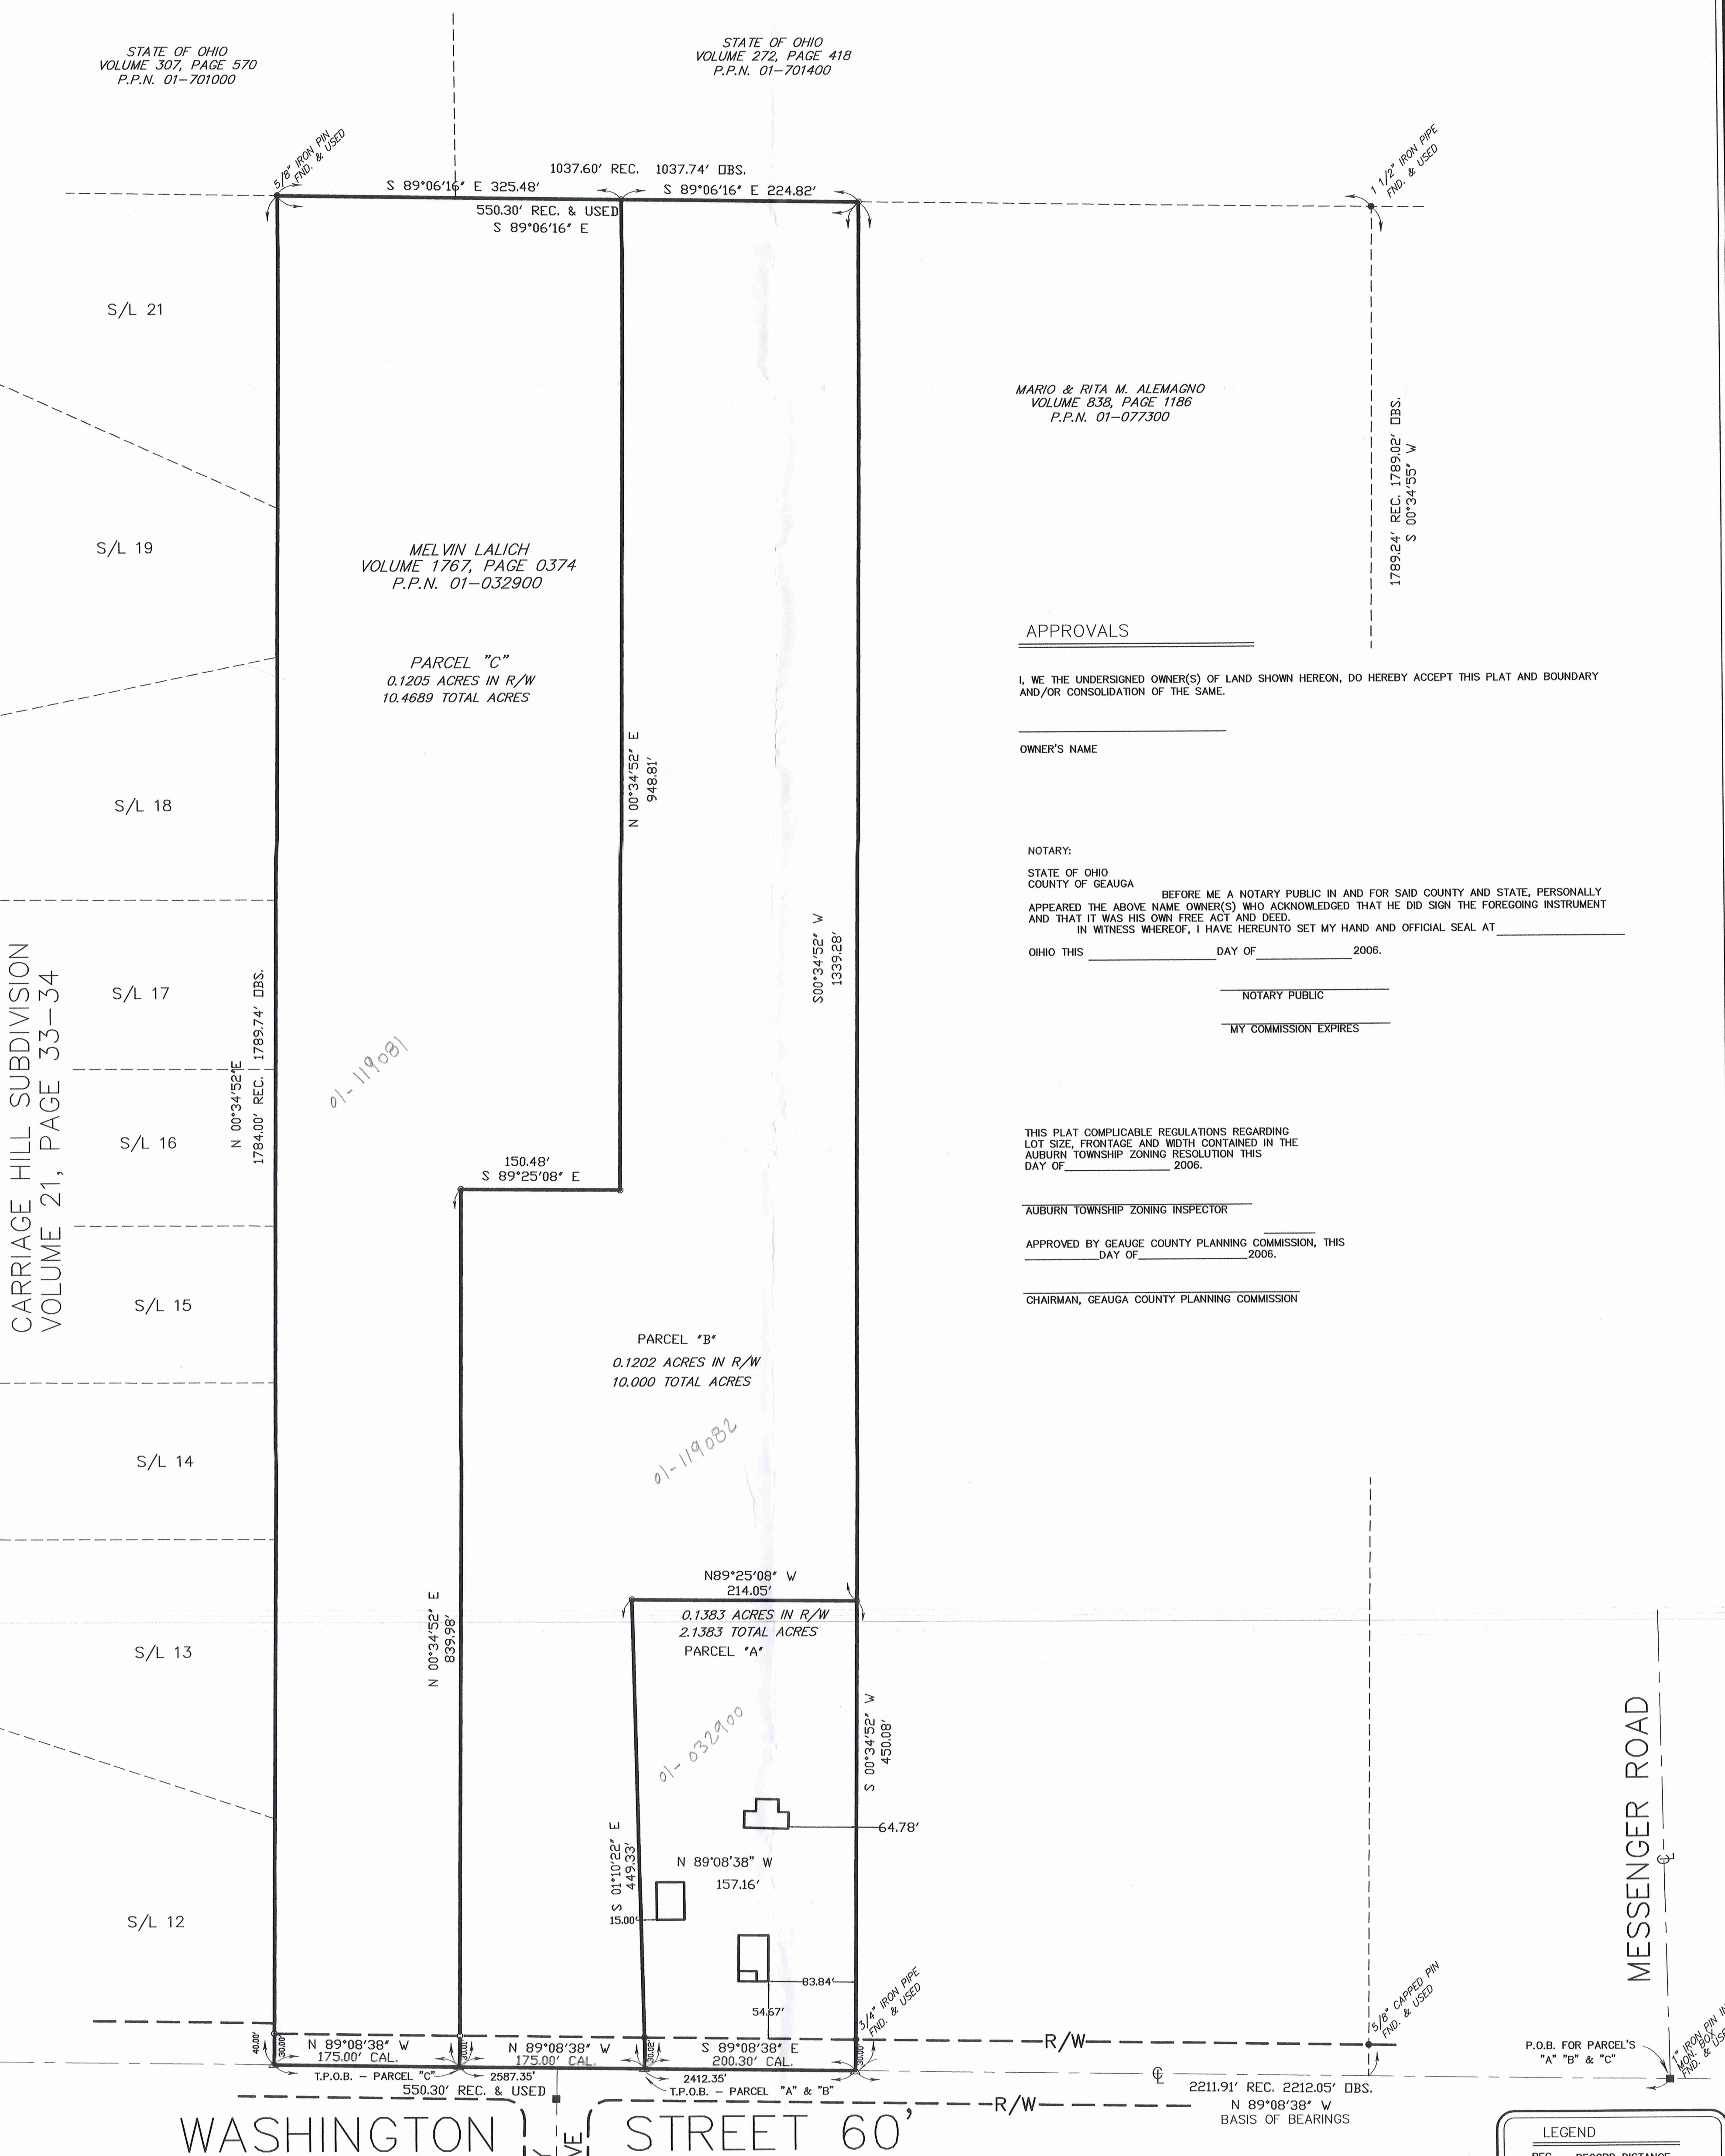 STATE OF OHIO
VOLUME 307, PAGE 570
P.P.N. 01-701000
STATE OF OHIO
VOLUME 272, PAGE 418
P.P.N. 01-701400
5/8" IRON PIN
FND. & USED
1037.60' REC. 1037.74' OBS.
S 89°06'16" E 325.48'
S 89°06'16" E 224.82'
550.30' REC. & USED
S 89°06'16" E
1 1/2" IRON PIPE
FND. & USED
S/L 21
S/L 19
S/L 18
S/L 17
S/L 16
S/L 15
S/L 14
S/L 13
S/L 12
CARRIAGE HILL SUBDIVISION
VOLUME 21, PAGE 33-34
N 00°34'52"E
1784.00' REC. 1789.74' OBS.
MELVIN LALICH
VOLUME 1767, PAGE 0374
P.P.N. 01-032900
PARCEL "C"
0.1205 ACRES IN R/W
10.4689 TOTAL ACRES
N 00°34'52" E
948.81'
S00°34'52" W
1339.28'
01-119081
150.48'
S 89°25'08" E
MARIO & RITA M. ALEMAGNO
VOLUME 838, PAGE 1186
P.P.N. 01-077300
1789.24' REC. 1789.02' OBS.
S 00°34'55" W
APPROVALS
I, WE THE UNDERSIGNED OWNER(S) OF LAND SHOWN HEREON, DO HEREBY ACCEPT THIS PLAT AND BOUNDARY
AND/OR CONSOLIDATION OF THE SAME.
OWNER'S NAME
NOTARY:
STATE OF OHIO
COUNTY OF GEAUGA
BEFORE ME A NOTARY PUBLIC IN AND FOR SAID COUNTY AND STATE, PERSONALLY
APPEARED THE ABOVE NAME OWNER(S) WHO ACKNOWLEDGED THAT HE DID SIGN THE FOREGOING INSTRUMENT
AND THAT IT WAS HIS OWN FREE ACT AND DEED.
IN WITNESS WHEREOF, I HAVE HEREUNTO SET MY HAND AND OFFICIAL SEAL AT
OIHIO THIS DAY OF 2006.
NOTARY PUBLIC
MY COMMISSION EXPIRES
THIS PLAT COMPLICABLE REGULATIONS REGARDING
LOT SIZE, FRONTAGE AND WIDTH CONTAINED IN THE
AUBURN TOWNSHIP ZONING RESOLUTION THIS
DAY OF 2006.
AUBURN TOWNSHIP ZONING INSPECTOR
APPROVED BY GEAUGE COUNTY PLANNING COMMISSION, THIS
DAY OF 2006.
CHAIRMAN, GEAUGA COUNTY PLANNING COMMISSION
PARCEL "B"
0.1202 ACRES IN R/W
10.000 TOTAL ACRES
01-119082
N 00°34'52" E
839.98'
N89°25'08" W
214.05'
0.1383 ACRES IN R/W
2.1383 TOTAL ACRES
PARCEL "A"
01-032900
S 00°34'52" W
450.08'
64.78'
S 01°10'22" E
449.33'
N 89°08'38" W
157.16'
15.00'
83.84'
54.67'
3/4" IRON PIPE
FND. & USED
5/8" CAPPED PIN
FND. & USED
MESSENGER ROAD
P.O.B. FOR PARCEL'S
"A" "B" & "C"
1" IRON PIN IN
MON. BOX
FND. & USED
40.00'
30.00'
N 89°08'38" W
175.00' CAL.
30.01'
N 89°08'38" W
175.00' CAL.
30.02'
S 89°08'38" E
200.30' CAL.
30.00'
R/W
T.P.O.B. - PARCEL "C"
2587.35'
2412.35'
550.30' REC. & USED
T.P.O.B. - PARCEL "A" & "B"
R/W
2211.91' REC. 2212.05' OBS.
N 89°08'38" W
BASIS OF BEARINGS
WASHINGTON STREET 60'
LEGEND